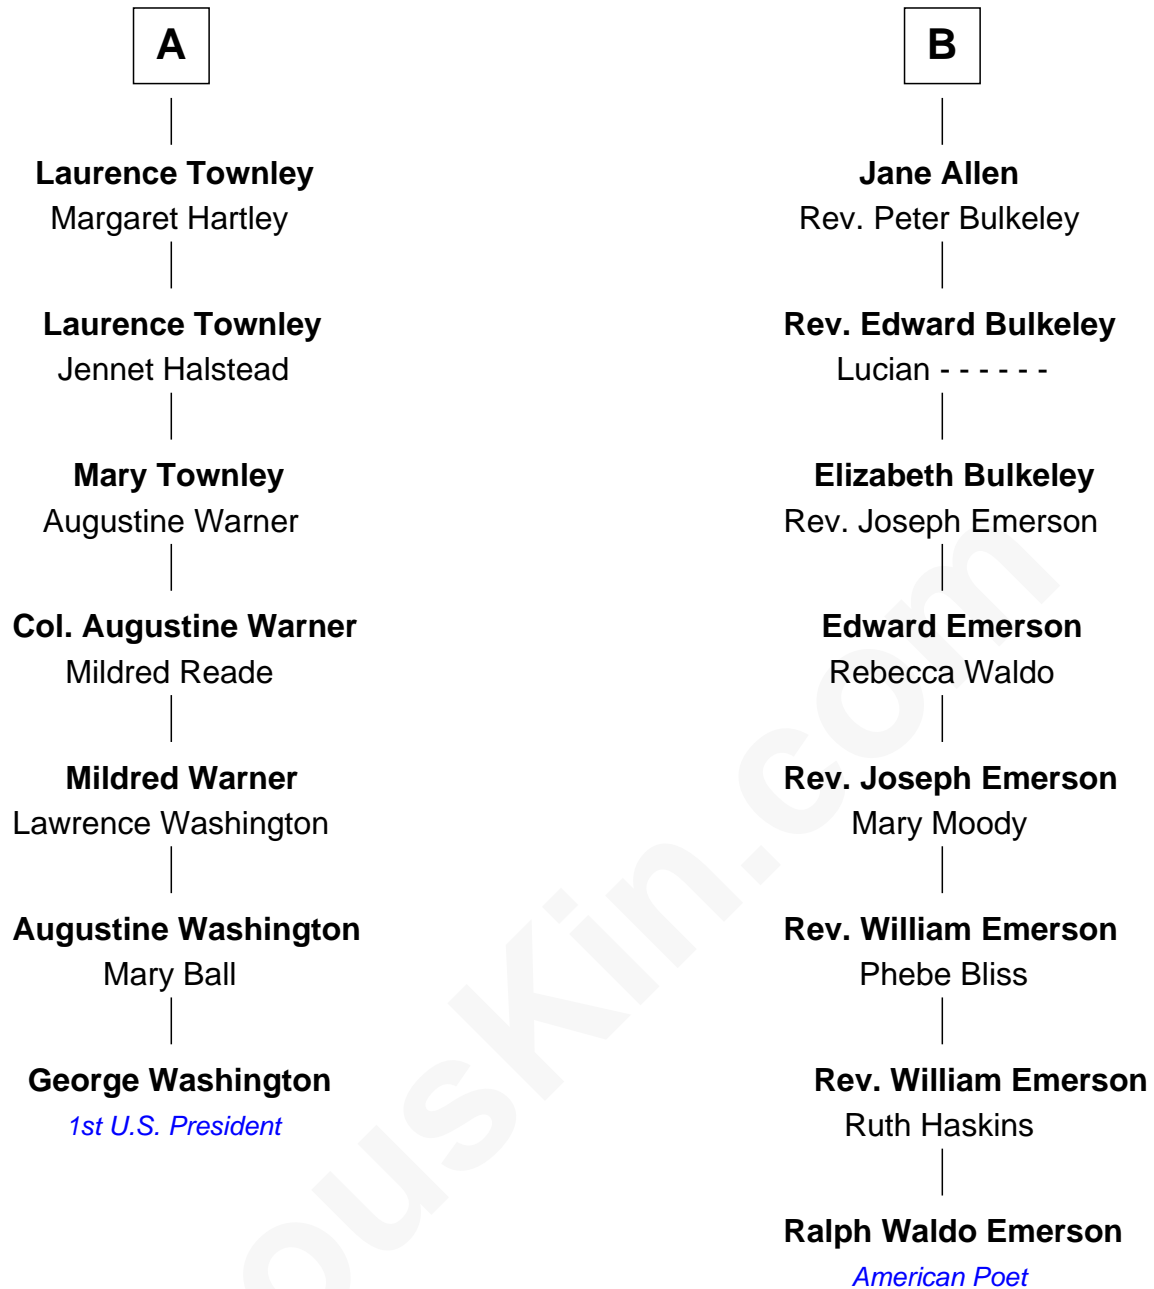 A
Laurence Townley
Margaret Hartley
Laurence Townley
Jennet Halstead
Mary Townley
Augustine Warner
Col. Augustine Warner
Mildred Reade
Mildred Warner
Lawrence Washington
Augustine Washington
Mary Ball
George Washington
1st U.S. President
B
Jane Allen
Rev. Peter Bulkeley
Rev. Edward Bulkeley
Lucian - - - - - -
Elizabeth Bulkeley
Rev. Joseph Emerson
Edward Emerson
Rebecca Waldo
Rev. Joseph Emerson
Mary Moody
Rev. William Emerson
Phebe Bliss
Rev. William Emerson
Ruth Haskins
Ralph Waldo Emerson
American Poet
ousKin.com